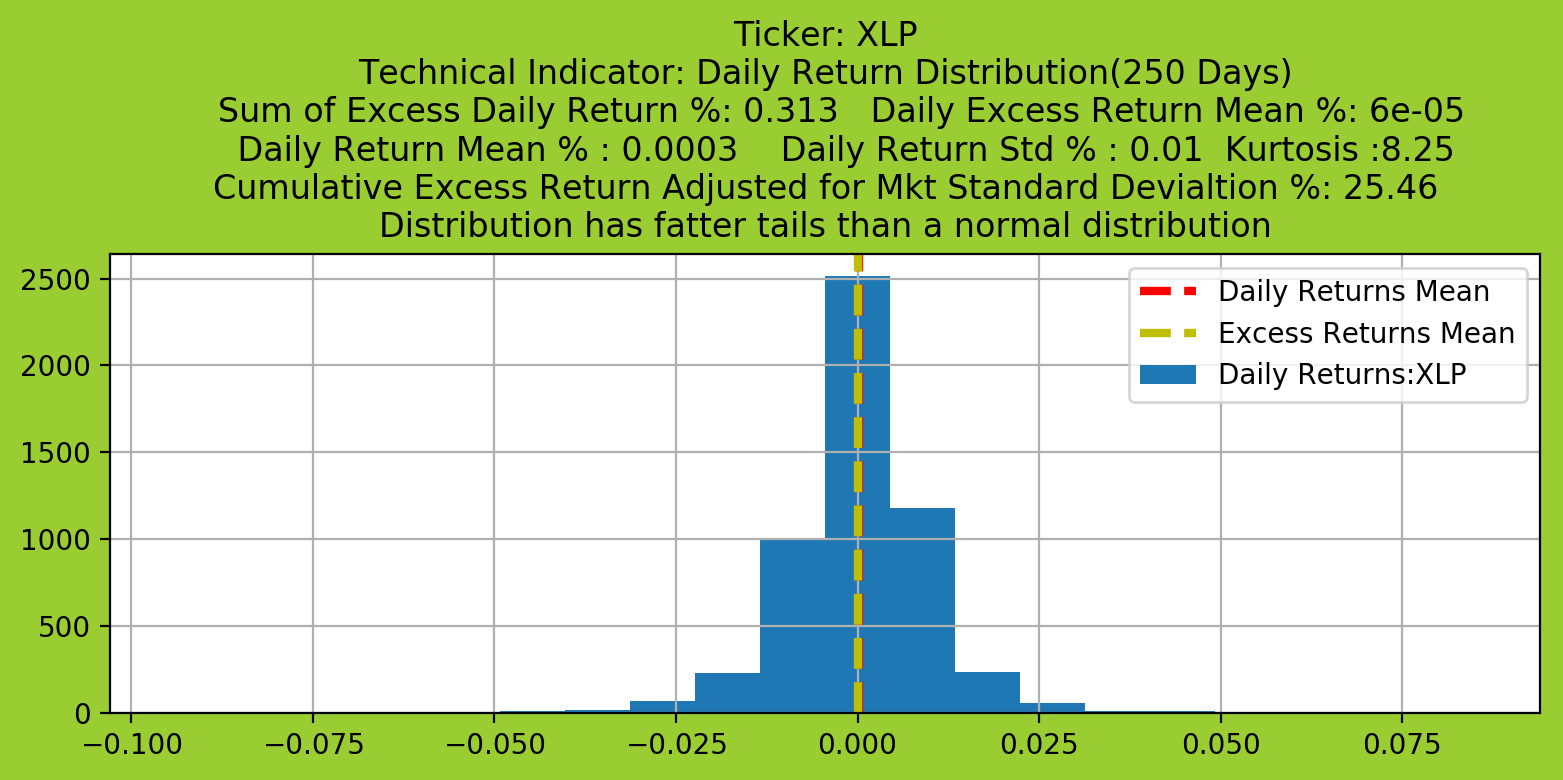 Ticker: XLP
Technical Indicator: Daily Return Distribution(250 Days)
Sum of Excess Daily Return %: 0.313   Daily Excess Return Mean %: 6e-05
Daily Return Mean % : 0.0003    Daily Return Std % : 0.01  Kurtosis :8.25
Cumulative Excess Return Adjusted for Mkt Standard Devialtion %: 25.46
Distribution has fatter tails than a normal distribution
2500
2000
1500
1000
500
0
Daily Returns Mean
Excess Returns Mean
Daily Returns:XLP
−0.100 −0.075 −0.050 −0.025 0.000 0.025 0.050 0.075